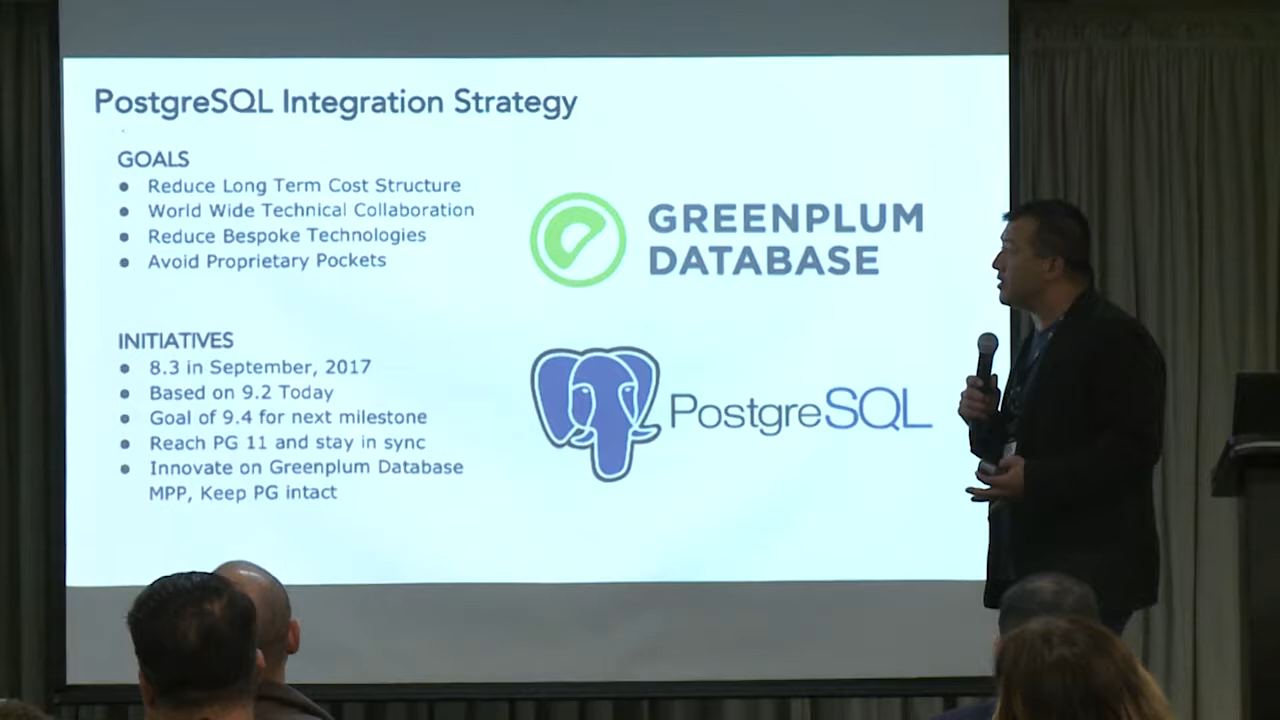 PostgreSQL Integration Strategy
GOALS
● Reduce Long Term Cost Structure
● World Wide Technical Collaboration
● Reduce Bespoke Technologies
● Avoid Proprietary Pockets
INITIATIVES
● 8.3 in September, 2017
● Based on 9.2 Today
● Goal of 9.4 for next milestone
● Reach PG 11 and stay in sync
● Innovate on Greenplum Database
MPP, Keep PG intact
GREENPLUM
DATABASE
PostgreSQL